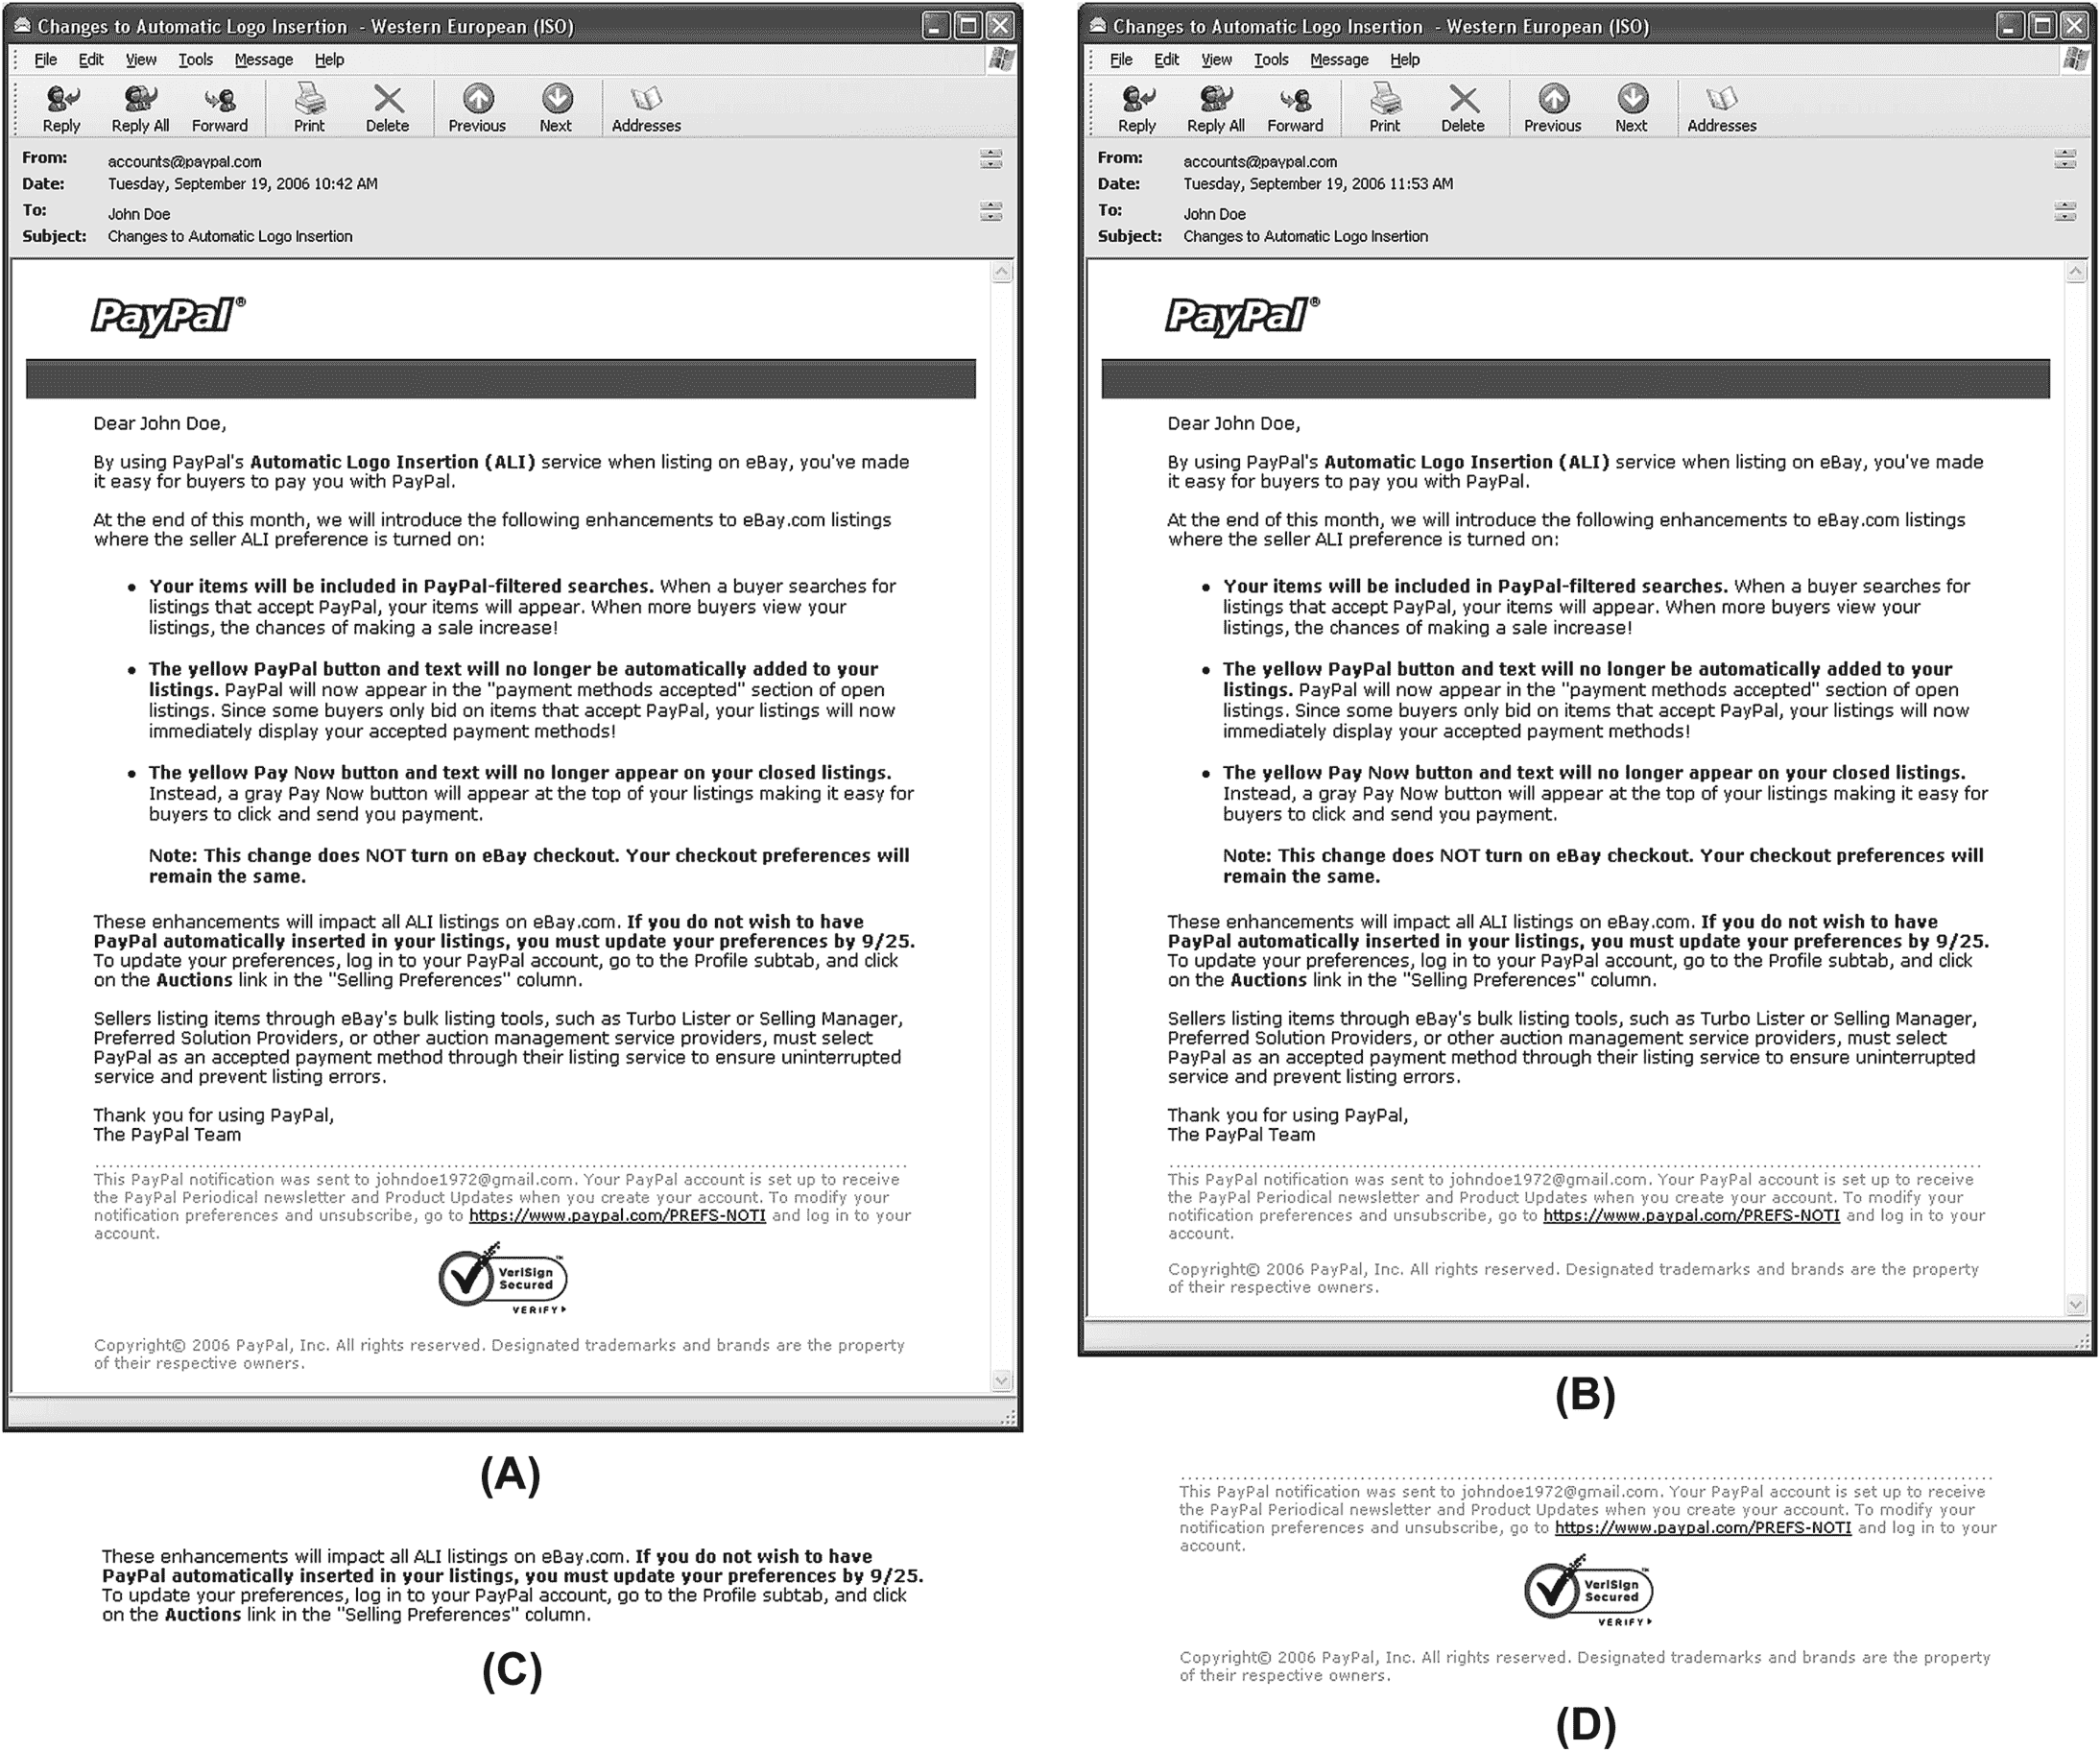 Changes to Automatic Logo Insertion - Western European (ISO)
File Edit View Tools Message Help
Reply Reply All Forward Print Delete Previous Next Addresses
From: accounts@paypal.com
Date: Tuesday, September 19, 2006 10:42 AM
To: John Doe
Subject: Changes to Automatic Logo Insertion
PayPal®
Dear John Doe,
By using PayPal's Automatic Logo Insertion (ALI) service when listing on eBay, you've made
it easy for buyers to pay you with PayPal.
At the end of this month, we will introduce the following enhancements to eBay.com listings
where the seller ALI preference is turned on:
• Your items will be included in PayPal-filtered searches. When a buyer searches for
listings that accept PayPal, your items will appear. When more buyers view your
listings, the chances of making a sale increase!
• The yellow PayPal button and text will no longer be automatically added to your
listings. PayPal will now appear in the "payment methods accepted" section of open
listings. Since some buyers only bid on items that accept PayPal, your listings will now
immediately display your accepted payment methods!
• The yellow Pay Now button and text will no longer appear on your closed listings.
Instead, a gray Pay Now button will appear at the top of your listings making it easy for
buyers to click and send you payment.
Note: This change does NOT turn on eBay checkout. Your checkout preferences will
remain the same.
These enhancements will impact all ALI listings on eBay.com. If you do not wish to have
PayPal automatically inserted in your listings, you must update your preferences by 9/25.
To update your preferences, log in to your PayPal account, go to the Profile subtab, and click
on the Auctions link in the "Selling Preferences" column.
Sellers listing items through eBay's bulk listing tools, such as Turbo Lister or Selling Manager,
Preferred Solution Providers, or other auction management service providers, must select
PayPal as an accepted payment method through their listing service to ensure uninterrupted
service and prevent listing errors.
Thank you for using PayPal,
The PayPal Team
This PayPal notification was sent to johndoe1972@gmail.com. Your PayPal account is set up to receive
the PayPal Periodical newsletter and Product Updates when you create your account. To modify your
notification preferences and unsubscribe, go to https://www.paypal.com/PREFS-NOTI and log in to your
account.
VeriSign™
Secured
VERIFY
Copyright© 2006 PayPal, Inc. All rights reserved. Designated trademarks and brands are the property
of their respective owners.
(A)
Changes to Automatic Logo Insertion - Western European (ISO)
File Edit View Tools Message Help
Reply Reply All Forward Print Delete Previous Next Addresses
From: accounts@paypal.com
Date: Tuesday, September 19, 2006 11:53 AM
To: John Doe
Subject: Changes to Automatic Logo Insertion
PayPal®
Dear John Doe,
By using PayPal's Automatic Logo Insertion (ALI) service when listing on eBay, you've made
it easy for buyers to pay you with PayPal.
At the end of this month, we will introduce the following enhancements to eBay.com listings
where the seller ALI preference is turned on:
• Your items will be included in PayPal-filtered searches. When a buyer searches for
listings that accept PayPal, your items will appear. When more buyers view your
listings, the chances of making a sale increase!
• The yellow PayPal button and text will no longer be automatically added to your
listings. PayPal will now appear in the "payment methods accepted" section of open
listings. Since some buyers only bid on items that accept PayPal, your listings will now
immediately display your accepted payment methods!
• The yellow Pay Now button and text will no longer appear on your closed listings.
Instead, a gray Pay Now button will appear at the top of your listings making it easy for
buyers to click and send you payment.
Note: This change does NOT turn on eBay checkout. Your checkout preferences will
remain the same.
These enhancements will impact all ALI listings on eBay.com. If you do not wish to have
PayPal automatically inserted in your listings, you must update your preferences by 9/25.
To update your preferences, log in to your PayPal account, go to the Profile subtab, and click
on the Auctions link in the "Selling Preferences" column.
Sellers listing items through eBay's bulk listing tools, such as Turbo Lister or Selling Manager,
Preferred Solution Providers, or other auction management service providers, must select
PayPal as an accepted payment method through their listing service to ensure uninterrupted
service and prevent listing errors.
Thank you for using PayPal,
The PayPal Team
This PayPal notification was sent to johndoe1972@gmail.com. Your PayPal account is set up to receive
the PayPal Periodical newsletter and Product Updates when you create your account. To modify your
notification preferences and unsubscribe, go to https://www.paypal.com/PREFS-NOTI and log in to your
account.
Copyright© 2006 PayPal, Inc. All rights reserved. Designated trademarks and brands are the property
of their respective owners.
(B)
These enhancements will impact all ALI listings on eBay.com. If you do not wish to have
PayPal automatically inserted in your listings, you must update your preferences by 9/25.
To update your preferences, log in to your PayPal account, go to the Profile subtab, and click
on the Auctions link in the "Selling Preferences" column.
(C)
This PayPal notification was sent to johndoe1972@gmail.com. Your PayPal account is set up to receive
the PayPal Periodical newsletter and Product Updates when you create your account. To modify your
notification preferences and unsubscribe, go to https://www.paypal.com/PREFS-NOTI and log in to your
account.
VeriSign™
Secured
VERIFY
Copyright© 2006 PayPal, Inc. All rights reserved. Designated trademarks and brands are the property
of their respective owners.
(D)